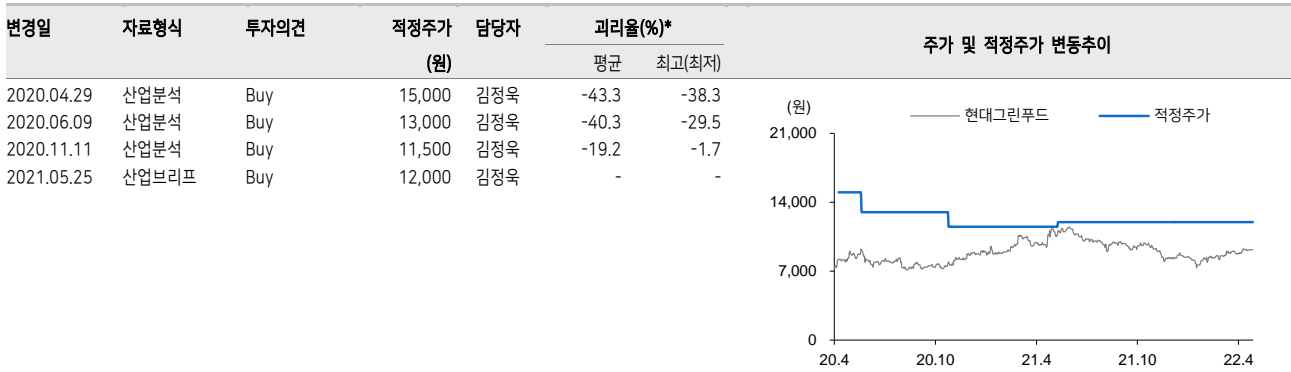 변경일 자료형식 투자의견 적정주가 담당자 괴리율(%)* 주가 및 적정주가 변동추이
(원) 평균 최고(최저)
2020.04.29 산업분석 Buy 15,000 김정욱 -43.3 -38.3
2020.06.09 산업분석 Buy 13,000 김정욱 -40.3 -29.5
2020.11.11 산업분석 Buy 11,500 김정욱 -19.2 -1.7
2021.05.25 산업브리프 Buy 12,000 김정욱 - -
(원) 현대그린푸드 적정주가
21,000
14,000
7,000
0
20.4 20.10 21.4 21.10 22.4